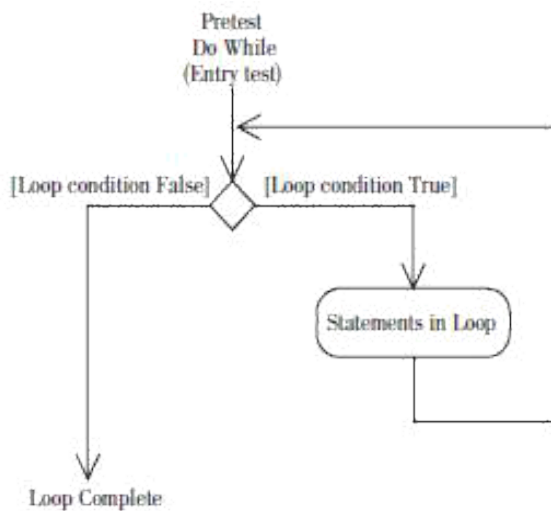 Pretest
Do While
(Entry test)
[Loop condition False]
[Loop condition True]
Statements in Loop
Loop Complete